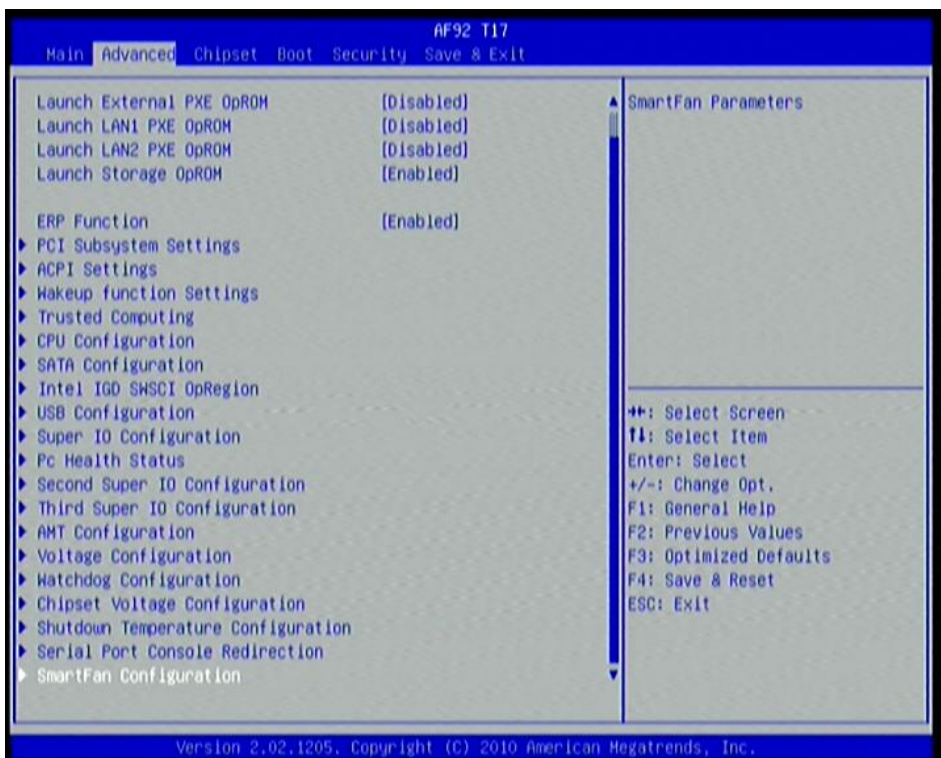 AF92 T17
Main Advanced Chipset Boot Security Save & Exit
Launch External PXE OpROM [Disabled]
Launch LAN1 PXE OpROM [Disabled]
Launch LAN2 PXE OpROM [Disabled]
Launch Storage OpROM [Enabled]
ERP Function [Enabled]
PCI Subsystem Settings
ACPI Settings
Wakeup function Settings
Trusted Computing
CPU Configuration
SATA Configuration
Intel IGD SWSCI OpRegion
USB Configuration
Super IO Configuration
Pc Health Status
Second Super IO Configuration
Third Super IO Configuration
AMT Configuration
Voltage Configuration
Watchdog Configuration
Chipset Voltage Configuration
Shutdown Temperature Configuration
Serial Port Console Redirection
SmartFan Configuration
SmartFan Parameters
→←: Select Screen
↑↓: Select Item
Enter: Select
+/-: Change Opt.
F1: General Help
F2: Previous Values
F3: Optimized Defaults
F4: Save & Reset
ESC: Exit
Version 2.02.1205. Copyright (C) 2010 American Megatrends, Inc.